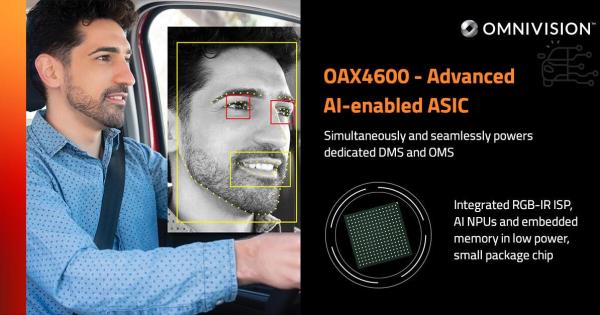 OMNIVISION™
OAX4600 - Advanced
AI-enabled ASIC
Simultaneously and seamlessly powers
dedicated DMS and OMS
Integrated RGB-IR ISP,
AI NPUs and embedded
memory in low power,
small package chip